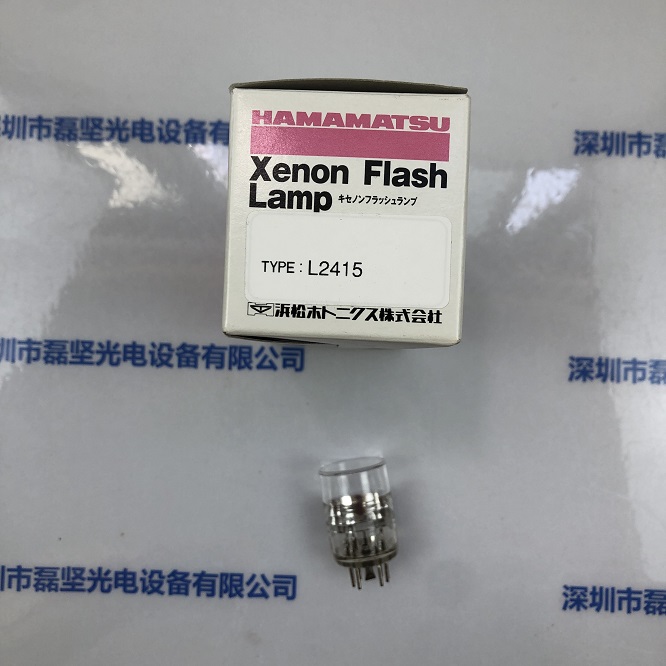 HAMAMATSU
Xenon Flash
Lamp キセノンフラッシュランプ
TYPE: L2415
浜松ホトニクス株式会社
深圳市磊坚光电设备有限公司
深圳市磊
深圳市磊坚光电设备有限公司
深圳市磊
深圳市磊坚光电设备有限公司
深圳市磊